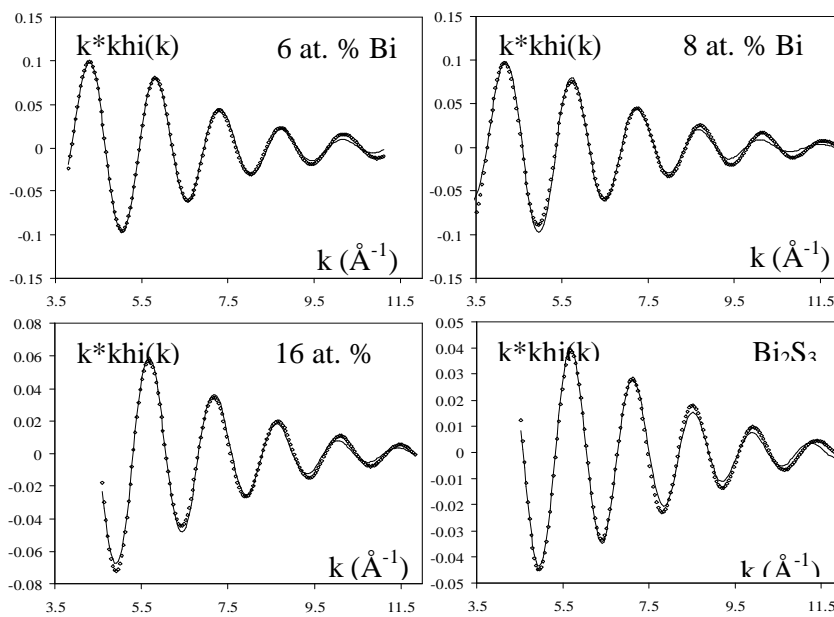 0.15
k*khi(k) 6 at. % Bi
0.1
0.05
0
-0.05
-0.1
k (Å-1)
-0.15
3.5 5.5 7.5 9.5 11.5
0.15
k*khi(k) 8 at. % Bi
0.1
0.05
0
-0.05
-0.1
k (Å-1)
-0.15
3.5 5.5 7.5 9.5 11.5
0.08
k*khi(k) 16 at. %
0.06
0.04
0.02
0
-0.02
-0.04
-0.06
k (Å-1)
-0.08
3.5 5.5 7.5 9.5 11.5
0.05
k*khi(k) Bi2S3
0.04
0.03
0.02
0.01
0
-0.01
-0.02
-0.03
-0.04
k (Å-1)
-0.05
3.5 5.5 7.5 9.5 11.5